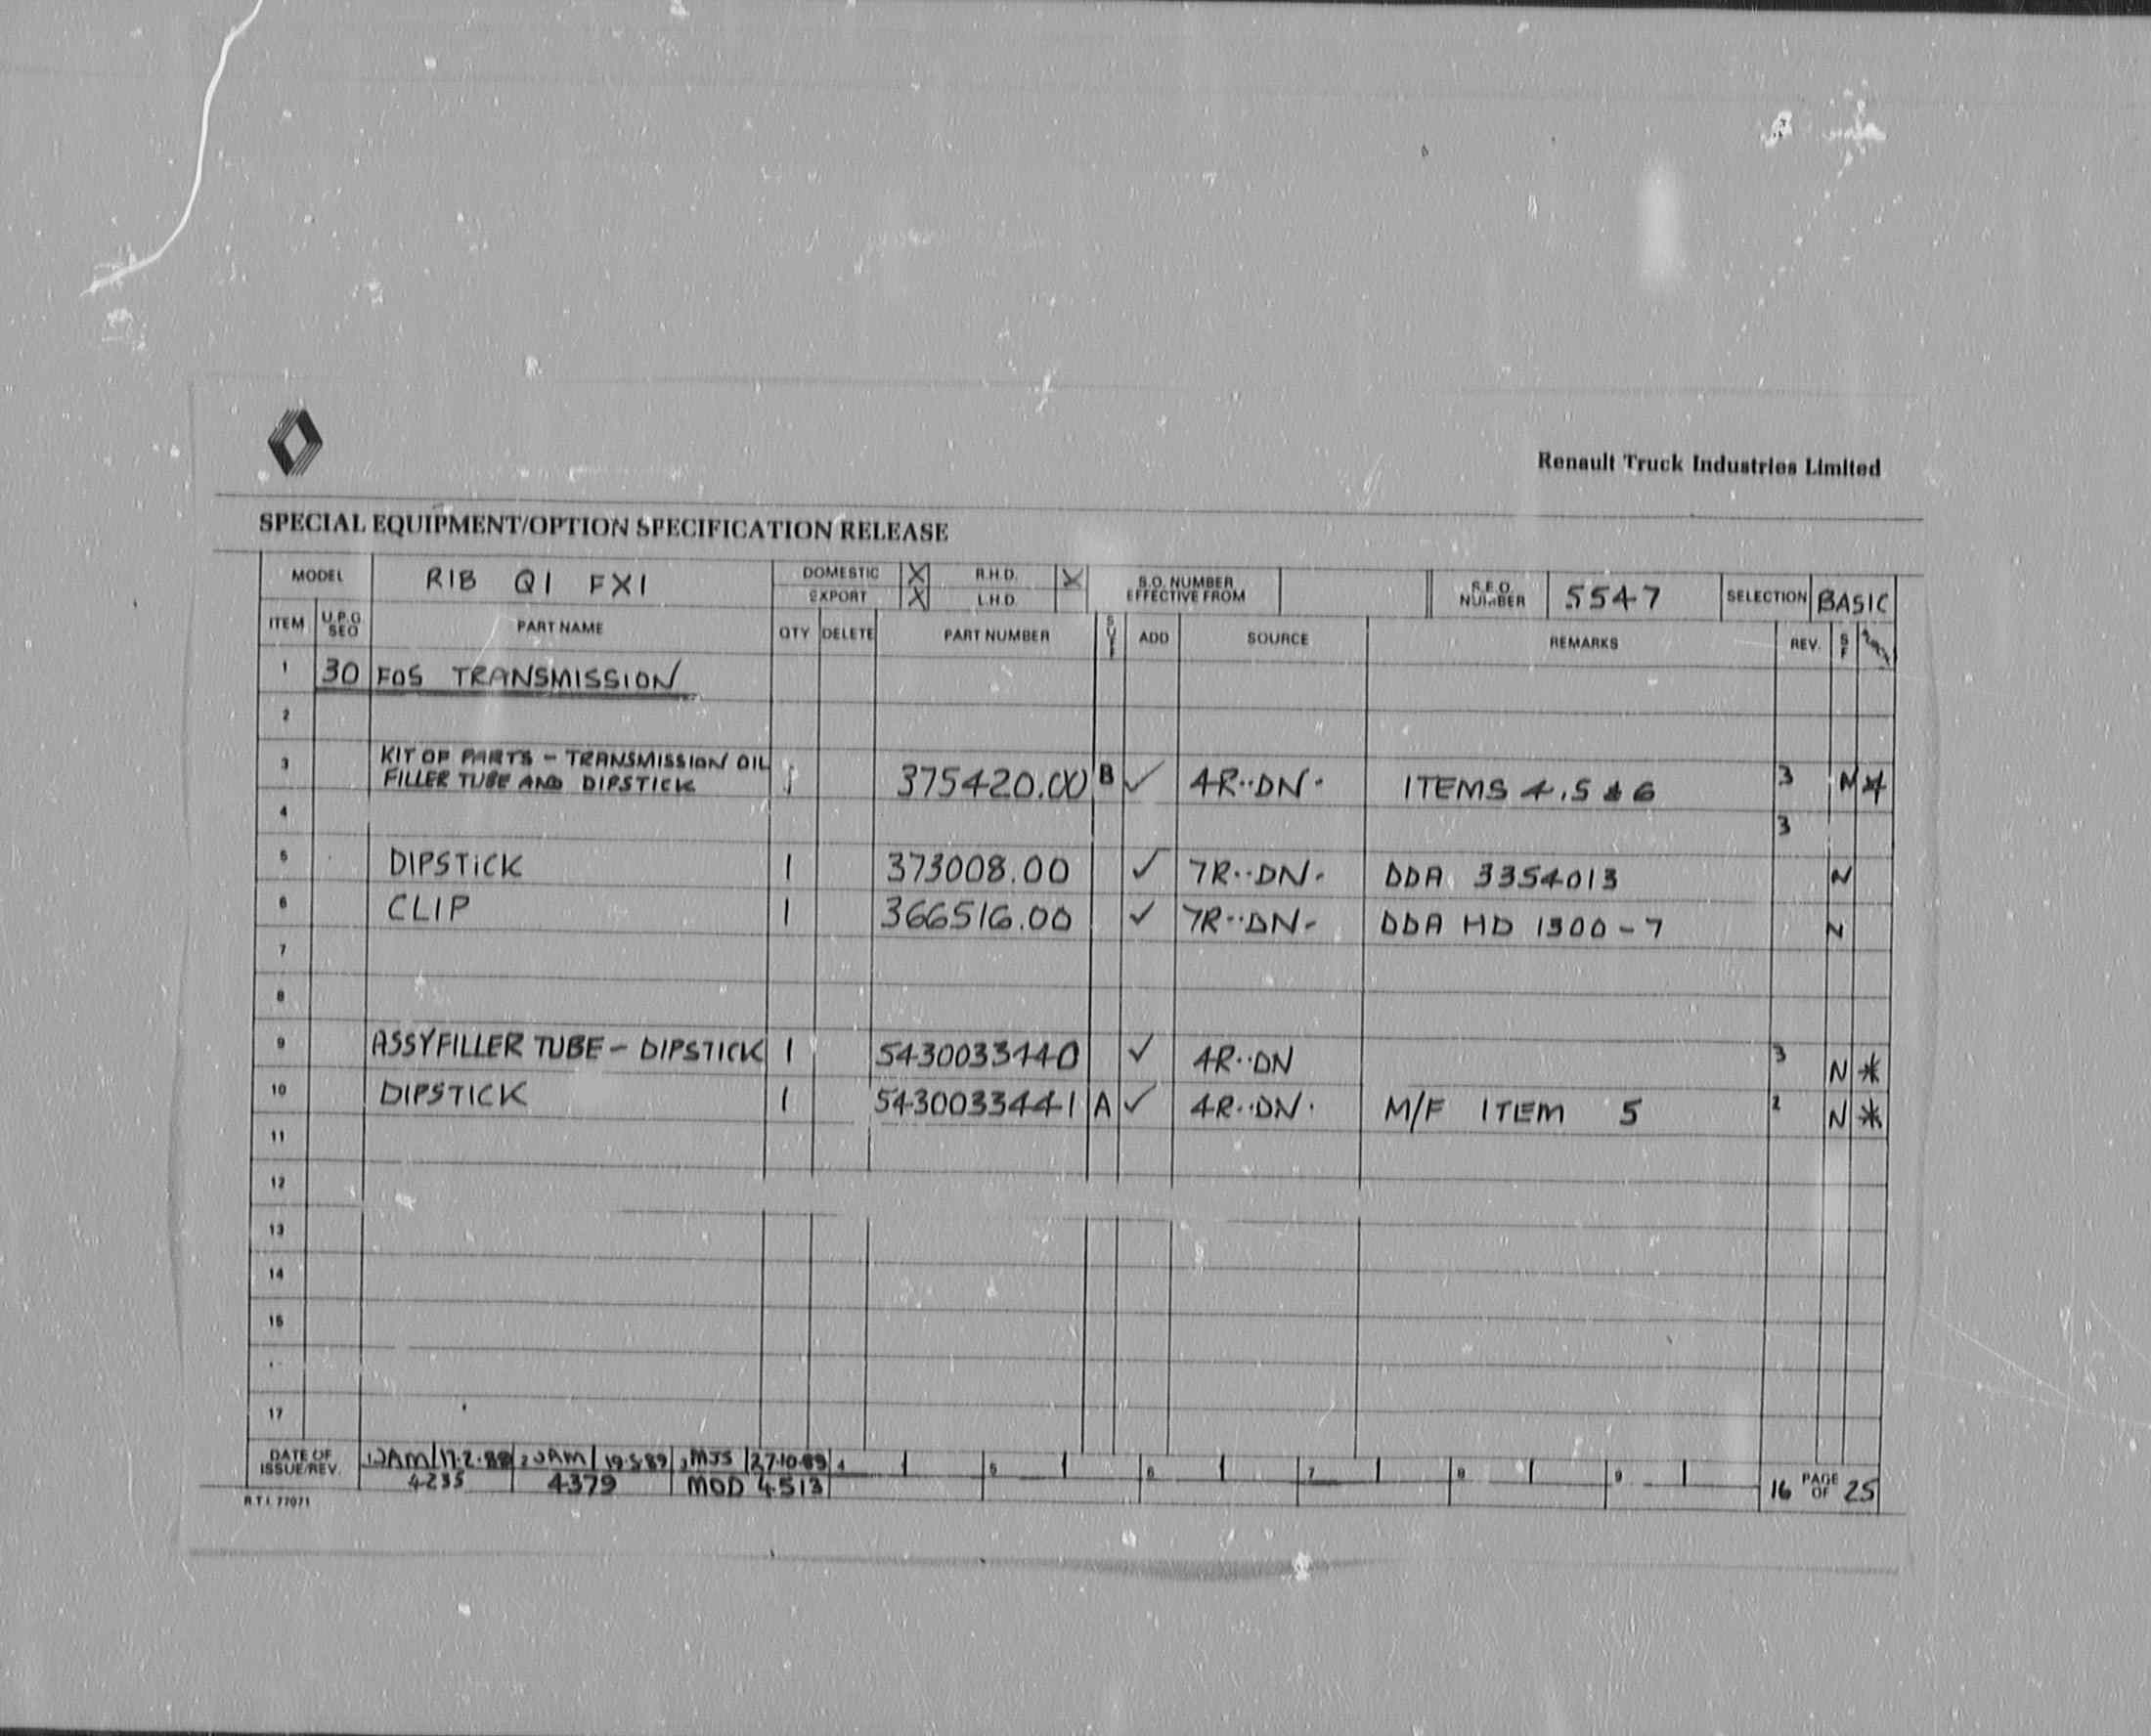 Renault Truck Industries Limited
SPECIAL EQUIPMENT/OPTION SPECIFICATION RELEASE
MODEL R1B Q1 FX1 DOMESTIC X R.H.D. X S.O. NUMBER EFFECTIVE FROM S.E.O. NUMBER 5547 SELECTION BASIC
EXPORT X L.H.D.
ITEM U.P.G. SEQ PART NAME QTY DELETE PART NUMBER ADD SOURCE REMARKS REV. S F
1 30 FOS TRANSMISSION
2
3 KIT OF PARTS - TRANSMISSION OIL
FILLER TUBE AND DIPSTICK 375420.00 B ✓ 4R··DN· ITEMS 4,5 & 6 3 N *
4 3
5 DIPSTICK 1 373008.00 ✓ 7R··DN· DDA 3354013 N
6 CLIP 1 366516.00 ✓ 7R··DN- DDA HD 1300-7 N
7
8
9 ASSY FILLER TUBE - DIPSTICK 1 5430033440 ✓ 4R··DN 3 N *
10 DIPSTICK 1 5430033441 A ✓ 4R··DN· M/F ITEM 5 2 N *
11
12
13
14
15
17
DATE OF ISSUE/REV. 1 JAM 17·2·88 2 JAM 19·5·89 3 MJS 27·10·89 4 5 6 7 8 9
4235 4379 MOD 4513 16 PAGE OF 25
R.T.I. 77071